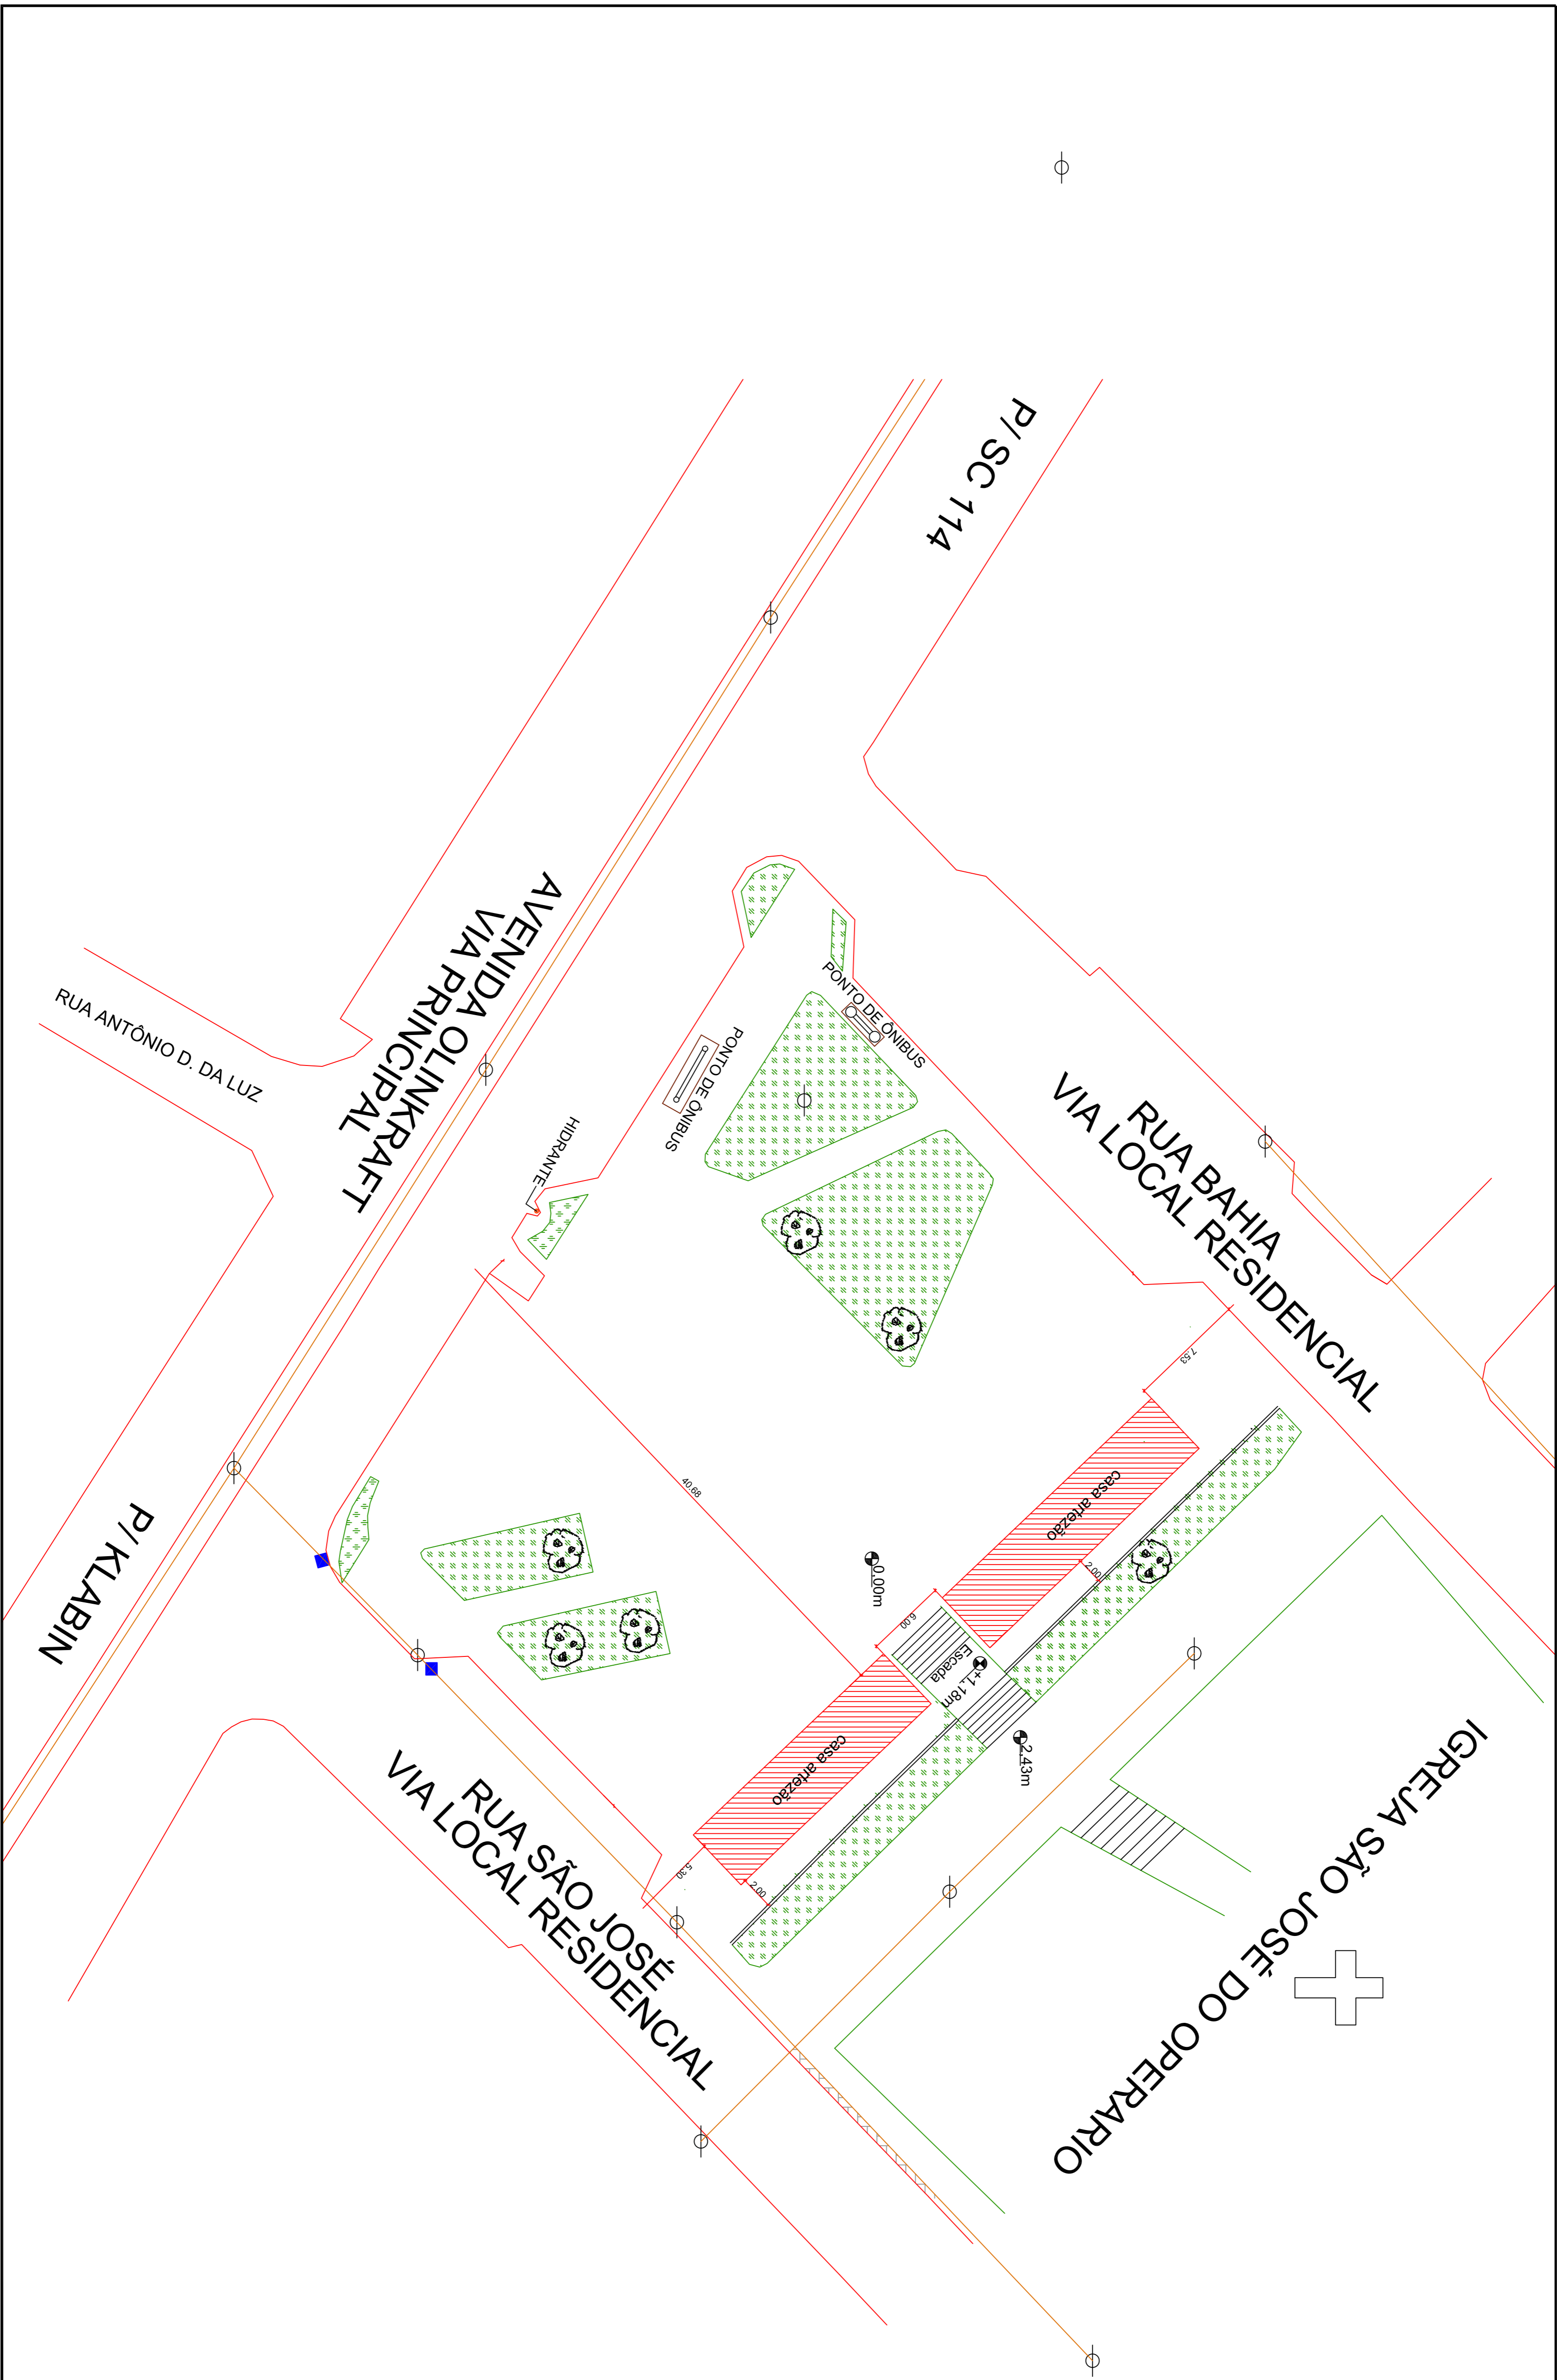 P/ SC 114
AVENIDA OLINKRAFT
VIA PRINCIPAL
RUA ANTÔNIO D. DA LUZ
PONTO DE ÔNIBUS
PONTO DE ÔNIBUS
HIDRANTE
RUA BAHIA
VIA LOCAL RESIDENCIAL
7.53
40.68
casa artezão
2.00
0.00m
6.00
Escada
+1.18m
2.43m
casa artezão
5.30
2.00
P/ KLABIN
RUA SÃO JOSÉ
VIA LOCAL RESIDENCIAL
IGREJA SÃO JOSÉ DO OPERARIO